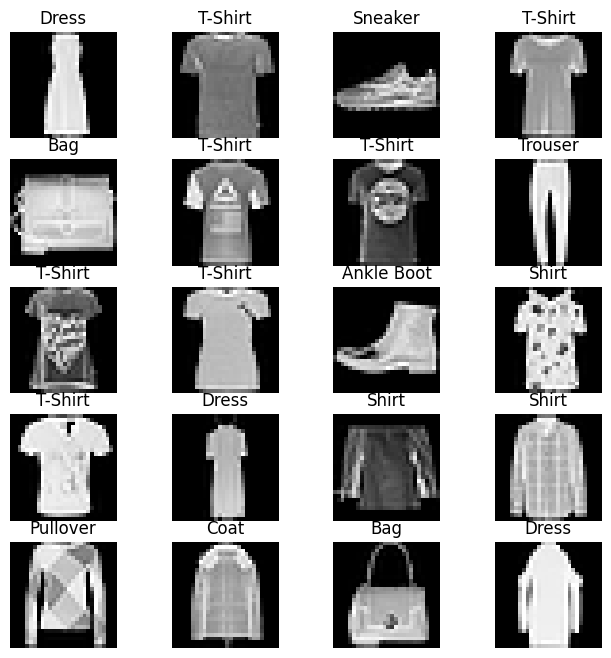 Dress T-Shirt Sneaker T-Shirt
Bag T-Shirt T-Shirt Trouser
T-Shirt T-Shirt Ankle Boot Shirt
T-Shirt Dress Shirt Shirt
Pullover Coat Bag Dress